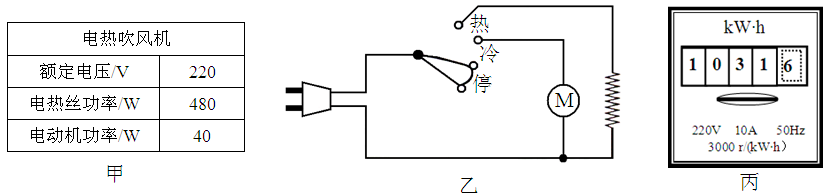 电热吹风机
额定电压/V 220
电热丝功率/W 480
电动机功率/W 40
甲
热
冷
停
M
乙
kW·h
1 0 3 1 6
220V 10A 50Hz
3000 r/(kW·h)
丙